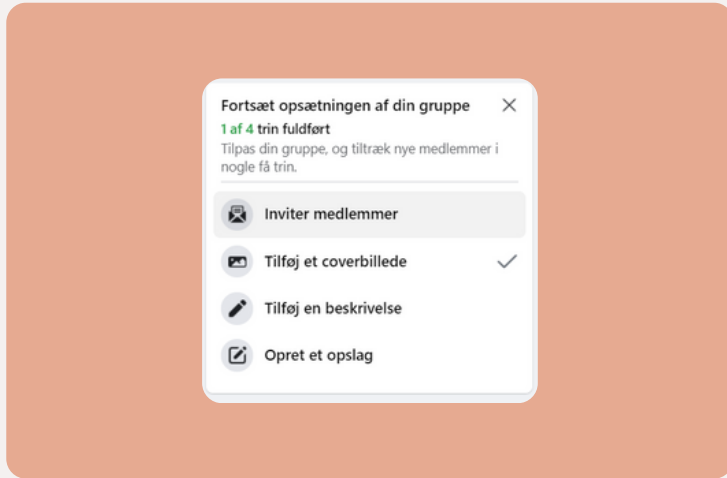 Fortsæt opsætningen af din gruppe
1 af 4 trin fuldført
Tilpas din gruppe, og tiltræk nye medlemmer i
nogle få trin.
Inviter medlemmer
Tilføj et coverbillede
Tilføj en beskrivelse
Opret et opslag